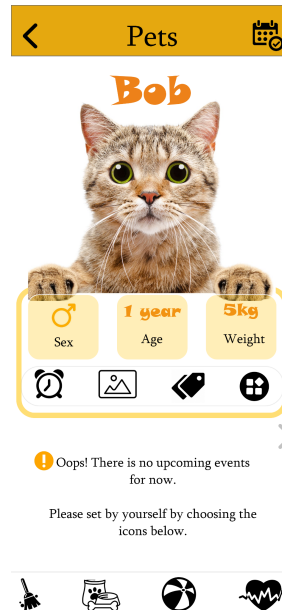 Pets
Bob
1 year
5kg
Sex
Age
Weight
Oops! There is no upcoming events
for now.
Please set by yourself by choosing the
icons below.